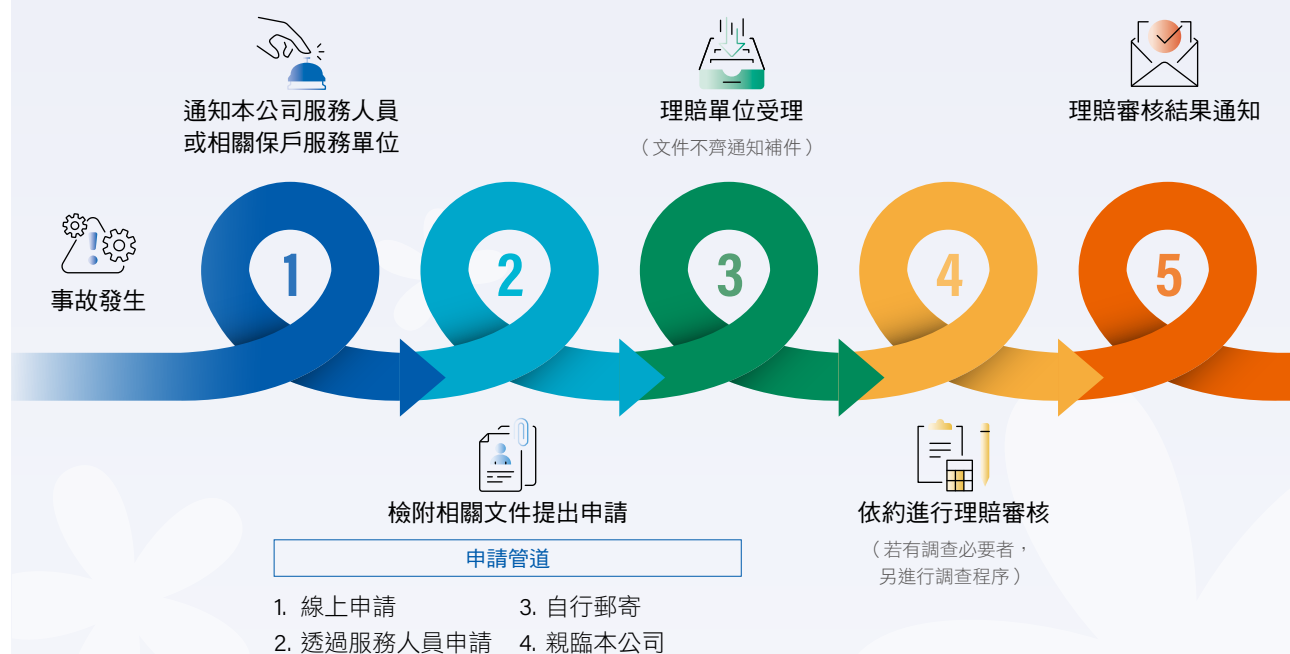 事故發生
1
通知本公司服務人員
或相關保戶服務單位
2
檢附相關文件提出申請
申請管道
1. 線上申請
2. 透過服務人員申請
3. 自行郵寄
4. 親臨本公司
3
理賠單位受理
（文件不齊通知補件）
4
依約進行理賠審核
（若有調查必要者，
另進行調查程序）
5
理賠審核結果通知